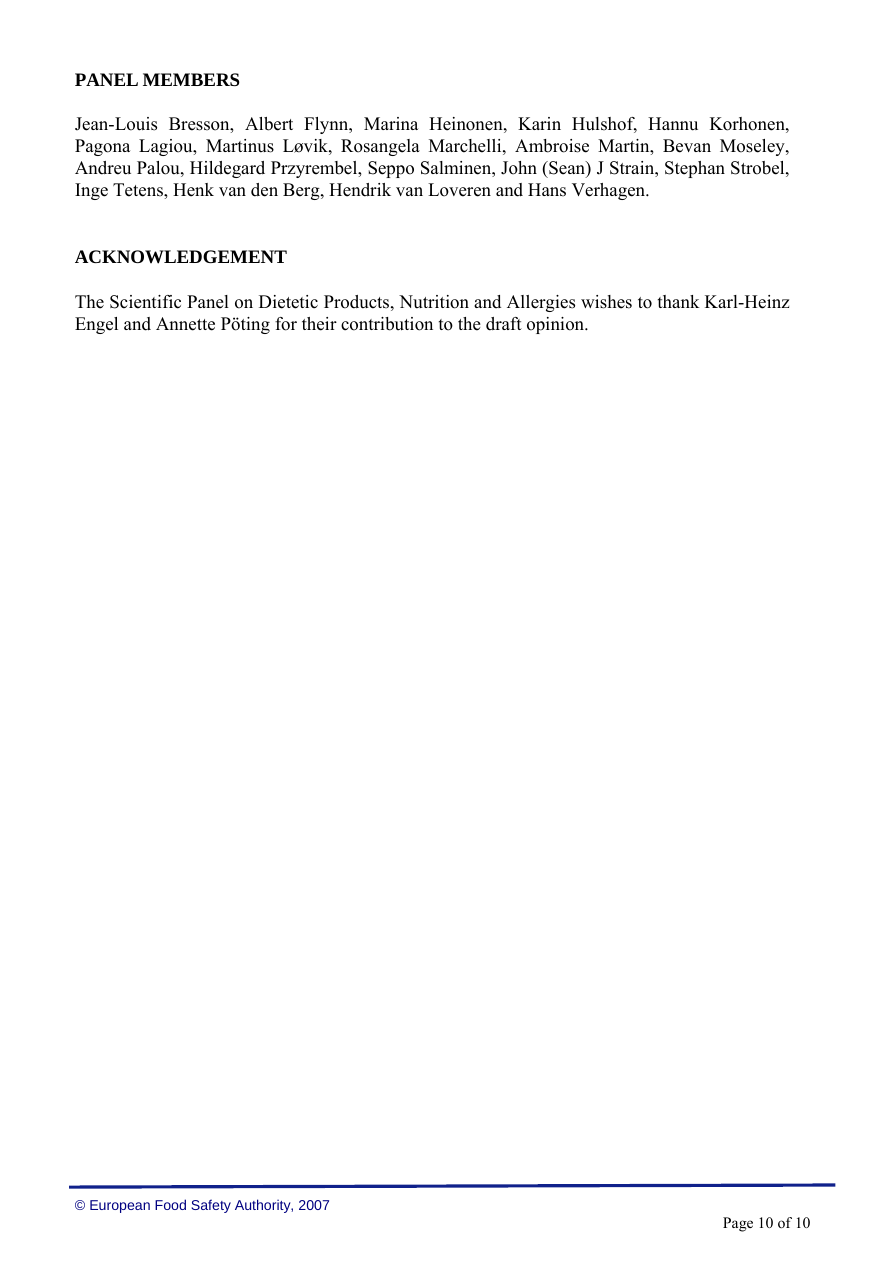 PANEL MEMBERS
Jean-Louis Bresson, Albert Flynn, Marina Heinonen, Karin Hulshof, Hannu Korhonen,
Pagona Lagiou, Martinus Løvik, Rosangela Marchelli, Ambroise Martin, Bevan Moseley,
Andreu Palou, Hildegard Przyrembel, Seppo Salminen, John (Sean) J Strain, Stephan Strobel,
Inge Tetens, Henk van den Berg, Hendrik van Loveren and Hans Verhagen.
ACKNOWLEDGEMENT
The Scientific Panel on Dietetic Products, Nutrition and Allergies wishes to thank Karl-Heinz
Engel and Annette Pöting for their contribution to the draft opinion.
© European Food Safety Authority, 2007
Page 10 of 10